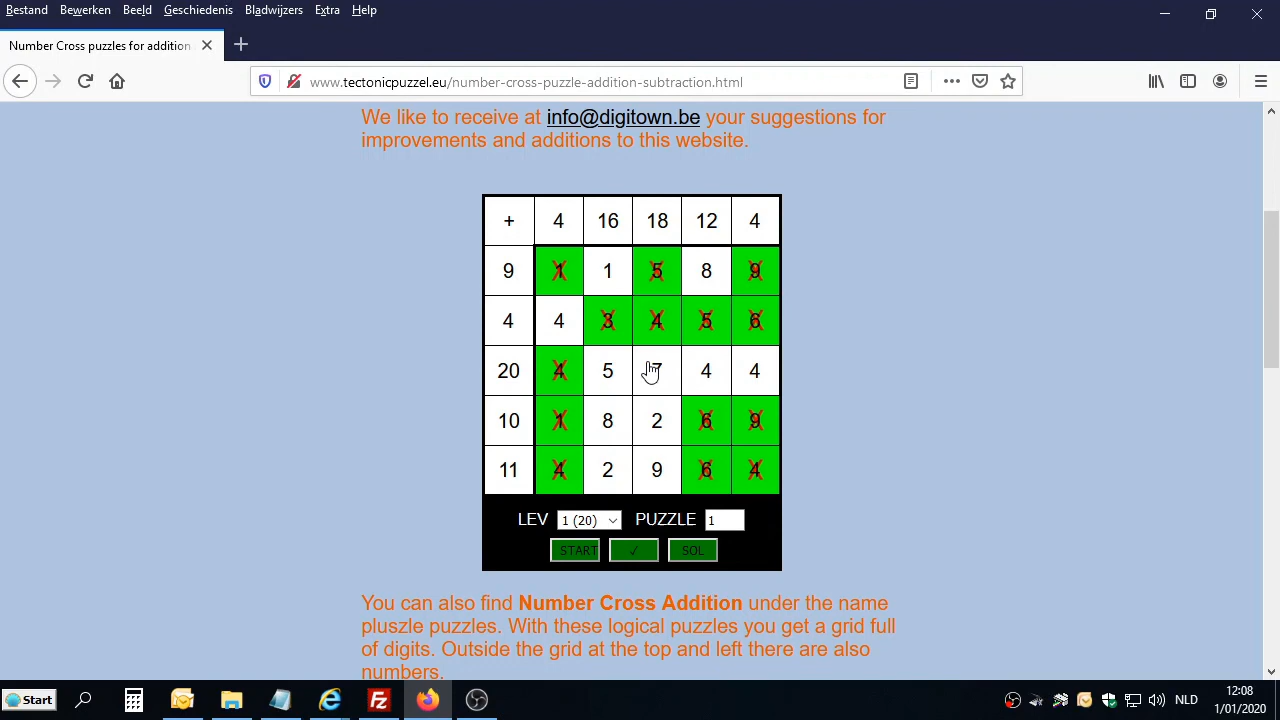 Bestand Bewerken Beeld Geschiedenis Bladwijzers Extra Help
Number Cross puzzles for addition
www.tectonicpuzzel.eu/number-cross-puzzle-addition-subtraction.html
We like to receive at info@digitown.be your suggestions for
improvements and additions to this website.
+ 4 16 18 12 4
9 1 1 5 8 9
4 4 3 4 5 6
20 4 5 7 4 4
10 1 8 2 6 9
11 4 2 9 6 4
LEV 1 (20) PUZZLE 1
START ✓ SOL
You can also find Number Cross Addition under the name
pluszle puzzles. With these logical puzzles you get a grid full
of digits. Outside the grid at the top and left there are also
numbers.
Start NLD 12:08
1/01/2020